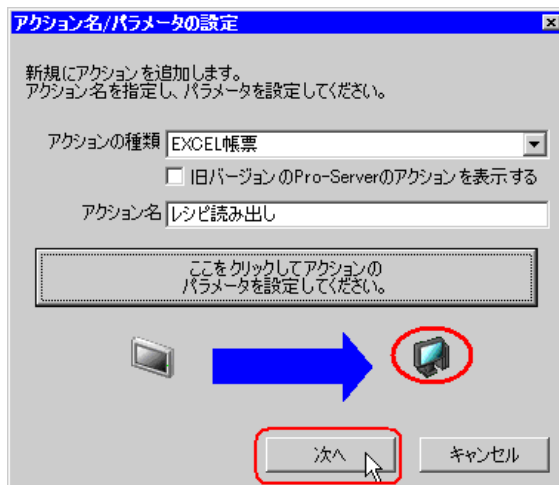 アクション名/パラメータの設定
新規にアクションを追加します。
アクション名を指定し、パラメータを設定してください。
アクションの種類 EXCEL帳票
旧バージョンのPro-Serverのアクションを表示する
アクション名 レシピ読み出し
ここをクリックしてアクションの
パラメータを設定してください。
次へ キャンセル